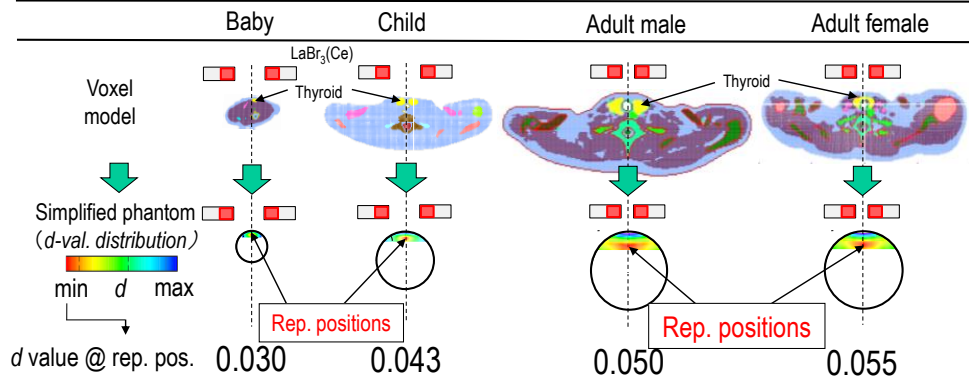 Baby Child Adult male Adult female
LaBr3(Ce)
Thyroid Thyroid
Voxel
model
Simplified phantom
(d-val. distribution)
min d max
Rep. positions Rep. positions
d value @ rep. pos. 0.030 0.043 0.050 0.055